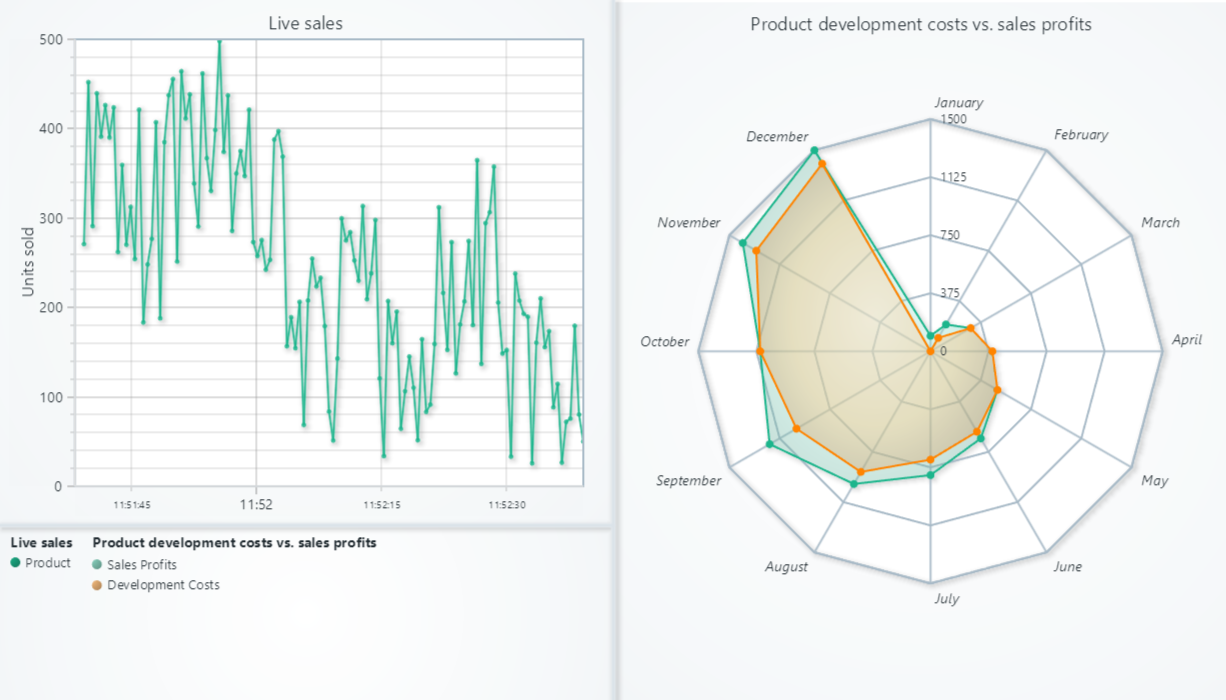 Live sales
500
400
300
200
100
0
Units sold
11:51:45
11:52
11:52:15
11:52:30
Product development costs vs. sales profits
January
1500
1125
750
375
0
February
March
April
May
June
July
August
September
October
November
December
Live sales
Product
Product development costs vs. sales profits
Sales Profits
Development Costs